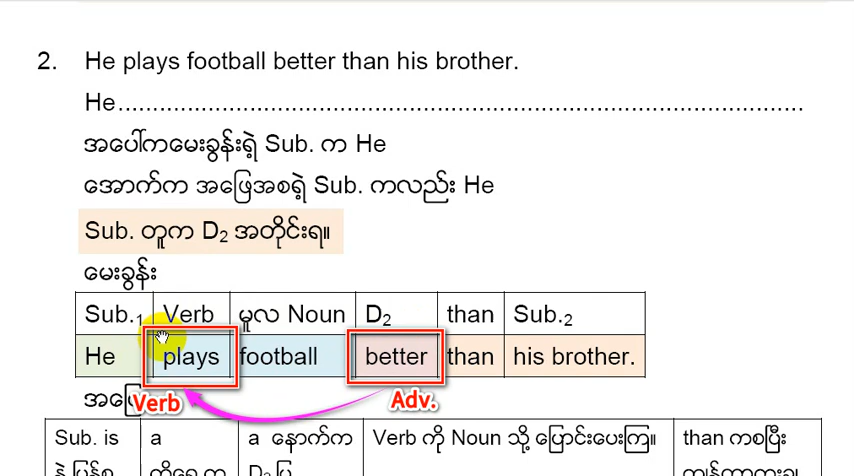 2. He plays football better than his brother.
He................................................................................................
အပေါ်ကမေးခွန်းရဲ့ Sub. က He
အောက်က အဖြေအစရဲ့ Sub. ကလည်း He
Sub. တူက D2 အတိုင်းရ။
မေးခွန်း
Sub.1 Verb မူလ Noun D2 than Sub.2
He plays football better than his brother.
Verb Adv.
Sub. is a a နောက်က Verb ကို Noun သို့ ပြောင်းပေးကြ။ than ကစပြီး